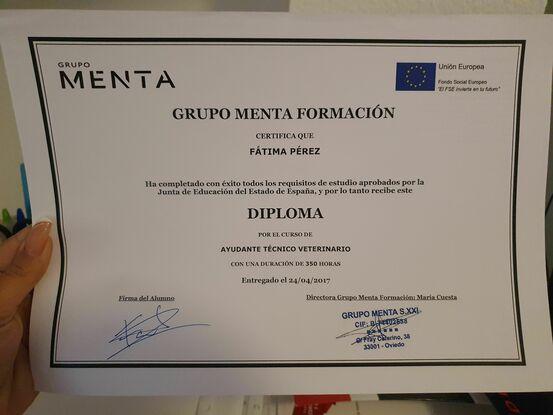 GRUPO
MENTA
Unión Europea
Fondo Social Europeo
"El FSE invierte en tu futuro"
GRUPO MENTA FORMACIÓN
CERTIFICA QUE
FÁTIMA PÉREZ
Ha completado con éxito todos los requisitos de estudio aprobados por la
Junta de Educación del Estado de España, y por lo tanto recibe este
DIPLOMA
POR EL CURSO DE
AYUDANTE TÉCNICO VETERINARIO
CON UNA DURACIÓN DE 350 HORAS
Entregado el 24/04/2017
Firma del Alumno
Directora Grupo Menta Formación: María Cuesta
GRUPO MENTA S.XXI
CIF:
C/ Fray Ceferino, 38
33001 - Oviedo